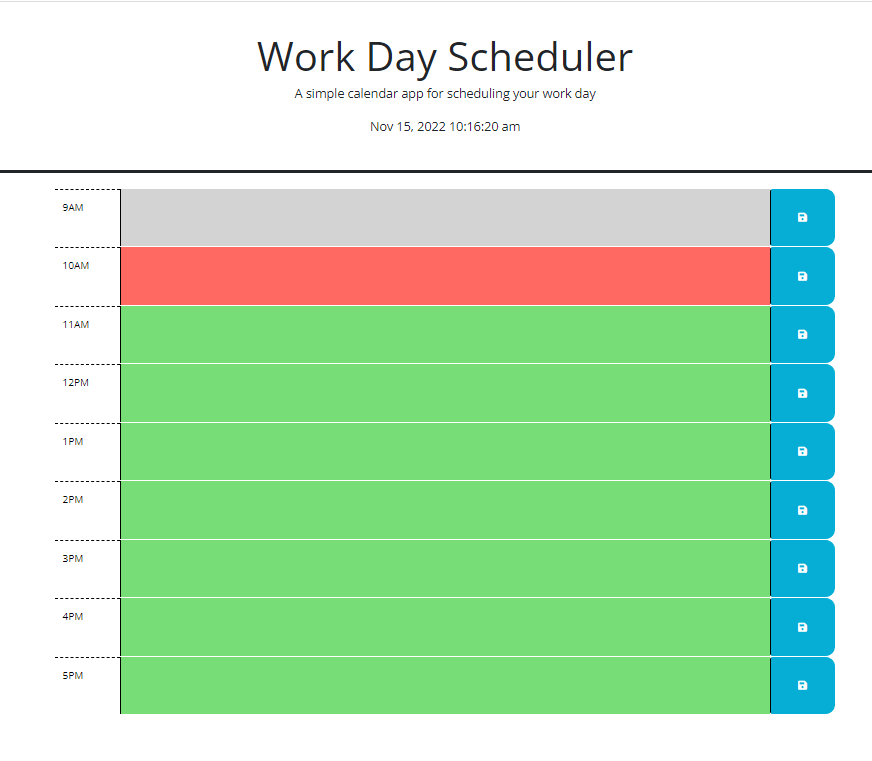 Work Day Scheduler
A simple calendar app for scheduling your work day
Nov 15, 2022 10:16:20 am
9AM
10AM
11AM
12PM
1PM
2PM
3PM
4PM
5PM